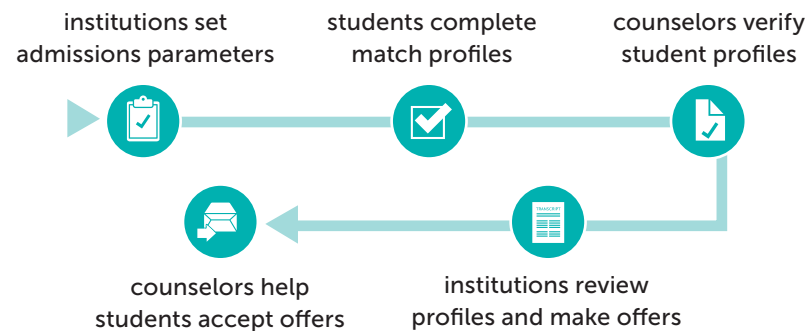 institutions set
admissions parameters
students complete
match profiles
counselors verify
student profiles
TRANSCRIPT
institutions review
profiles and make offers
counselors help
students accept offers